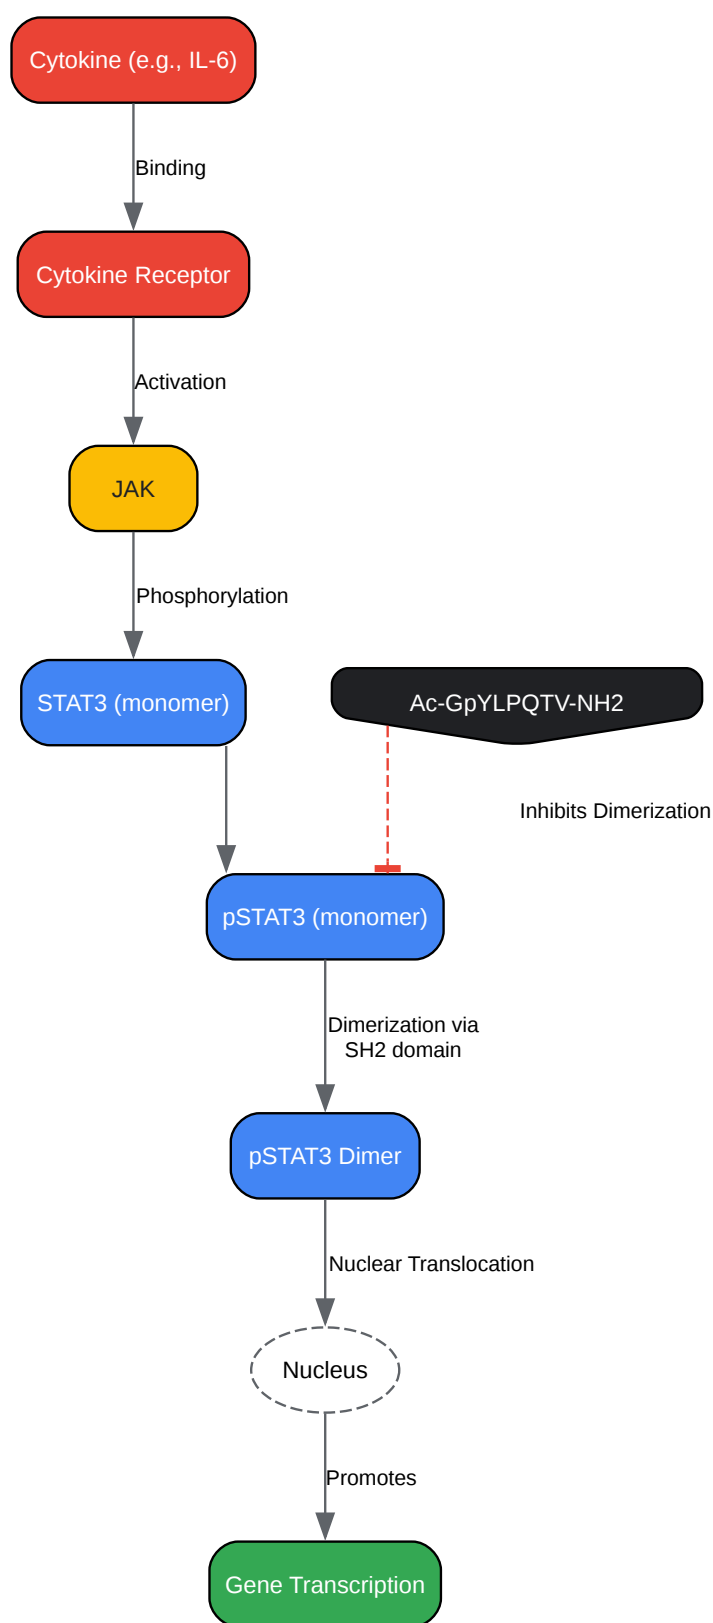 Cytokine (e.g., IL-6)
Binding
Cytokine Receptor
Activation
JAK
Phosphorylation
STAT3 (monomer)
Ac-GpYLPQTV-NH2
Inhibits Dimerization
pSTAT3 (monomer)
Dimerization via
SH2 domain
pSTAT3 Dimer
Nuclear Translocation
Nucleus
Promotes
Gene Transcription